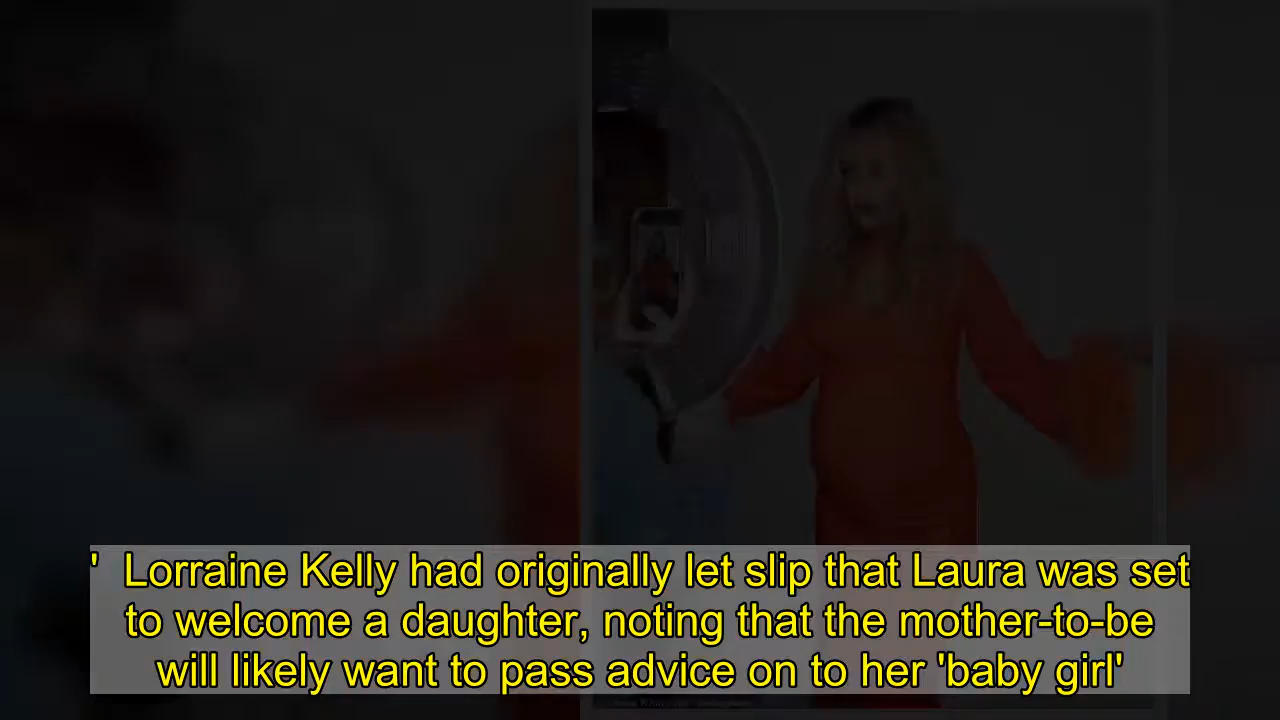 '  Lorraine Kelly had originally let slip that Laura was set
to welcome a daughter, noting that the mother-to-be
will likely want to pass advice on to her 'baby girl'